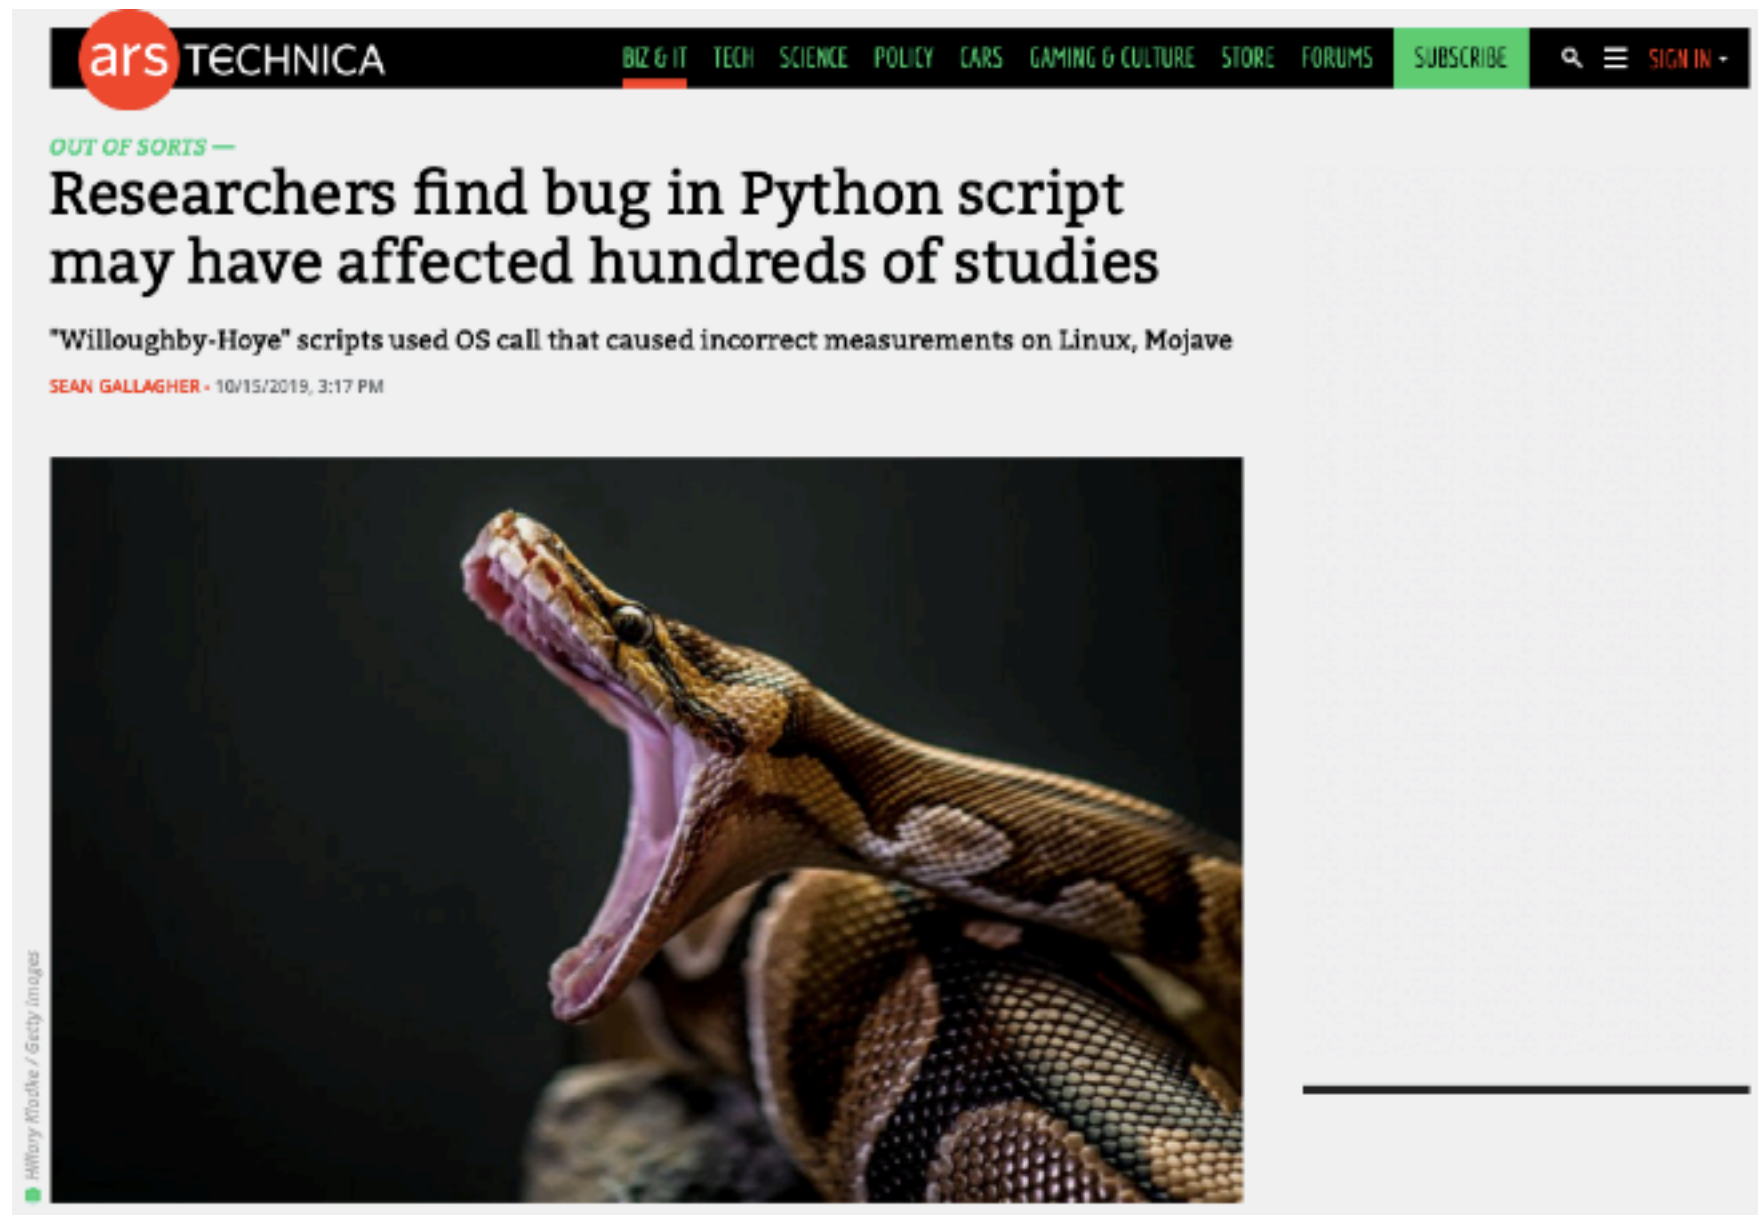 ars TECHNICA
BIZ & IT TECH SCIENCE POLICY CARS GAMING & CULTURE STORE FORUMS SUBSCRIBE SIGN IN
OUT OF SORTS —
Researchers find bug in Python script
may have affected hundreds of studies
"Willoughby-Hoye" scripts used OS call that caused incorrect measurements on Linux, Mojave
SEAN GALLAGHER - 10/15/2019, 3:17 PM
Hillary Kladke / Getty Images